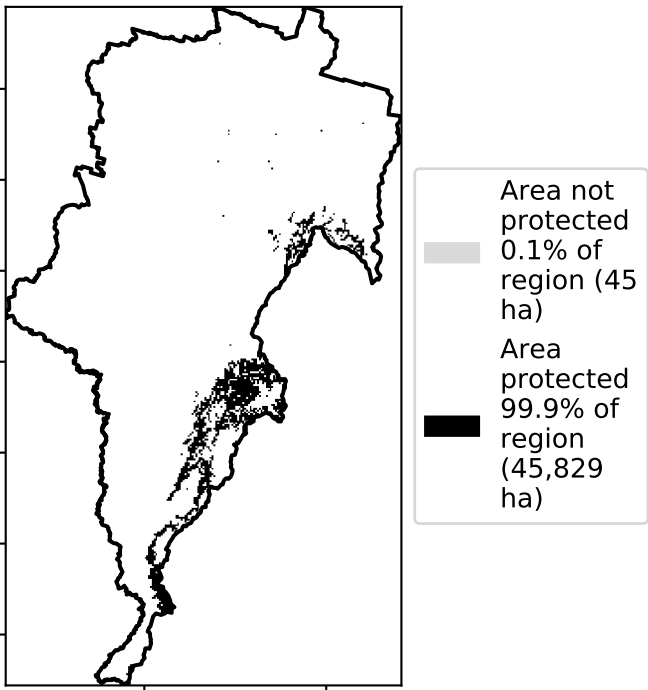 Area not
protected
0.1% of
region (45
ha)
Area
protected
99.9% of
region
(45,829
ha)